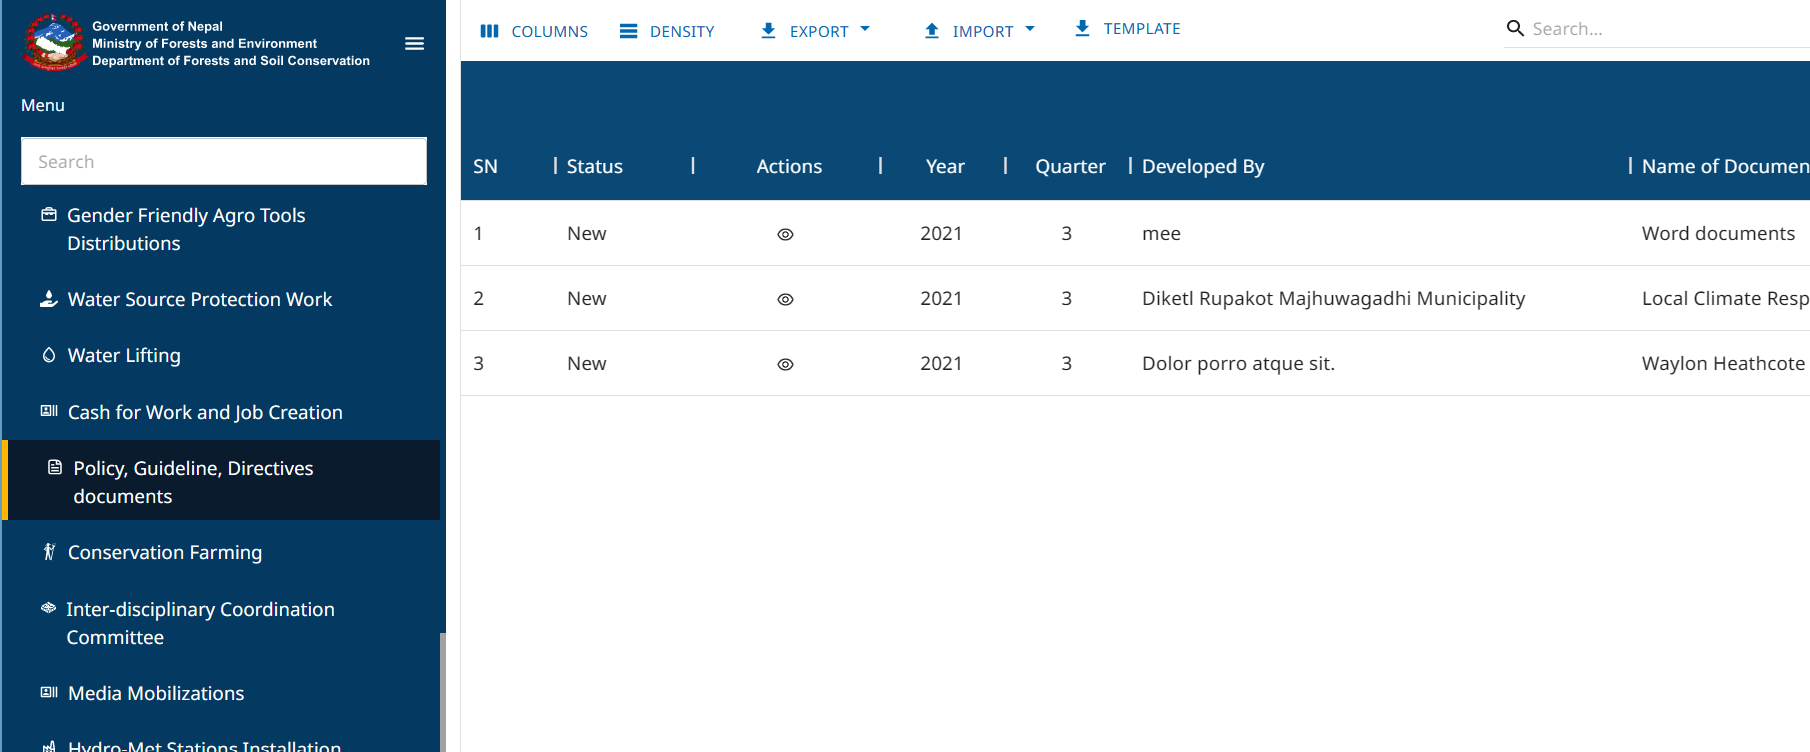 Government of Nepal
Ministry of Forests and Environment
Department of Forests and Soil Conservation
Menu
Search
Gender Friendly Agro Tools
Distributions
Water Source Protection Work
Water Lifting
Cash for Work and Job Creation
Policy, Guideline, Directives
documents
Conservation Farming
Inter-disciplinary Coordination
Committee
Media Mobilizations
Hydro-Met Stations Installation
COLUMNS DENSITY EXPORT IMPORT TEMPLATE Search...
SN Status Actions Year Quarter Developed By Name of Documen
1 New 2021 3 mee Word documents
2 New 2021 3 Diketl Rupakot Majhuwagadhi Municipality Local Climate Resp
3 New 2021 3 Dolor porro atque sit. Waylon Heathcote